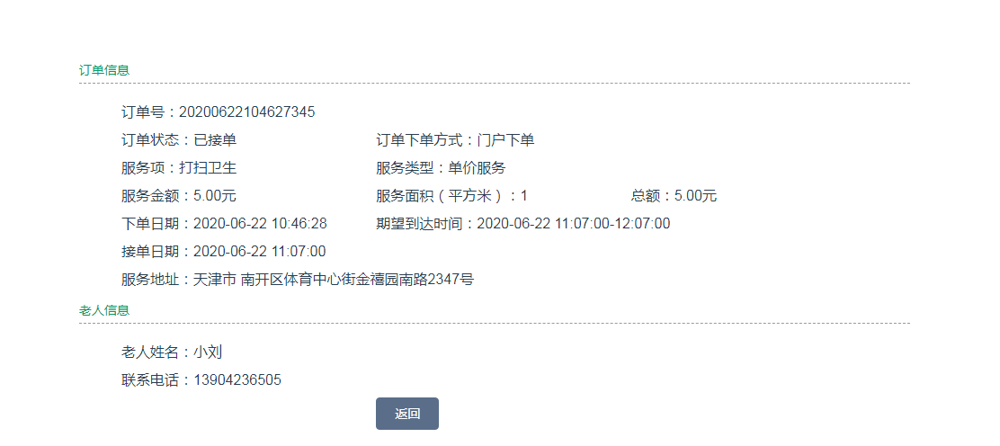 订单信息
订单号：20200622104627345
订单状态：已接单 订单下单方式：门户下单
服务项：打扫卫生 服务类型：单价服务
服务金额：5.00元 服务面积（平方米）：1 总额：5.00元
下单日期：2020-06-22 10:46:28 期望到达时间：2020-06-22 11:07:00-12:07:00
接单日期：2020-06-22 11:07:00
服务地址：天津市 南开区体育中心街金禧园南路2347号
老人信息
老人姓名：小刘
联系电话：13904236505
返回